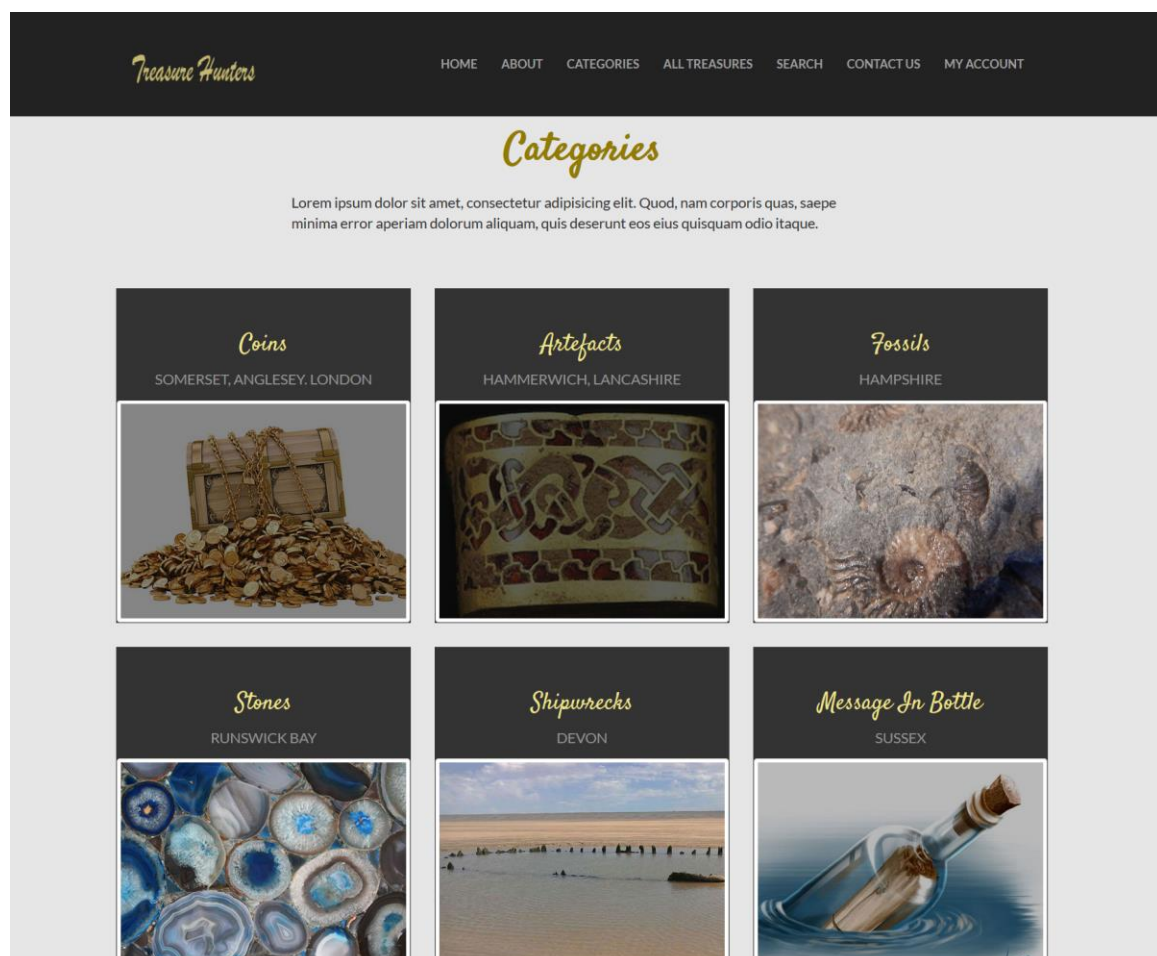 Treasure Hunters
HOME ABOUT CATEGORIES ALL TREASURES SEARCH CONTACT US MY ACCOUNT
Categories
Lorem ipsum dolor sit amet, consectetur adipisicing elit. Quod, nam corporis quas, saepe
minima error aperiam dolorum aliquam, quis deserunt eos eius quisquam odio itaque.
Coins
SOMERSET, ANGLESEY. LONDON
Artefacts
HAMMERWICH, LANCASHIRE
Fossils
HAMPSHIRE
Stones
RUNSWICK BAY
Shipwrecks
DEVON
Message In Bottle
SUSSEX